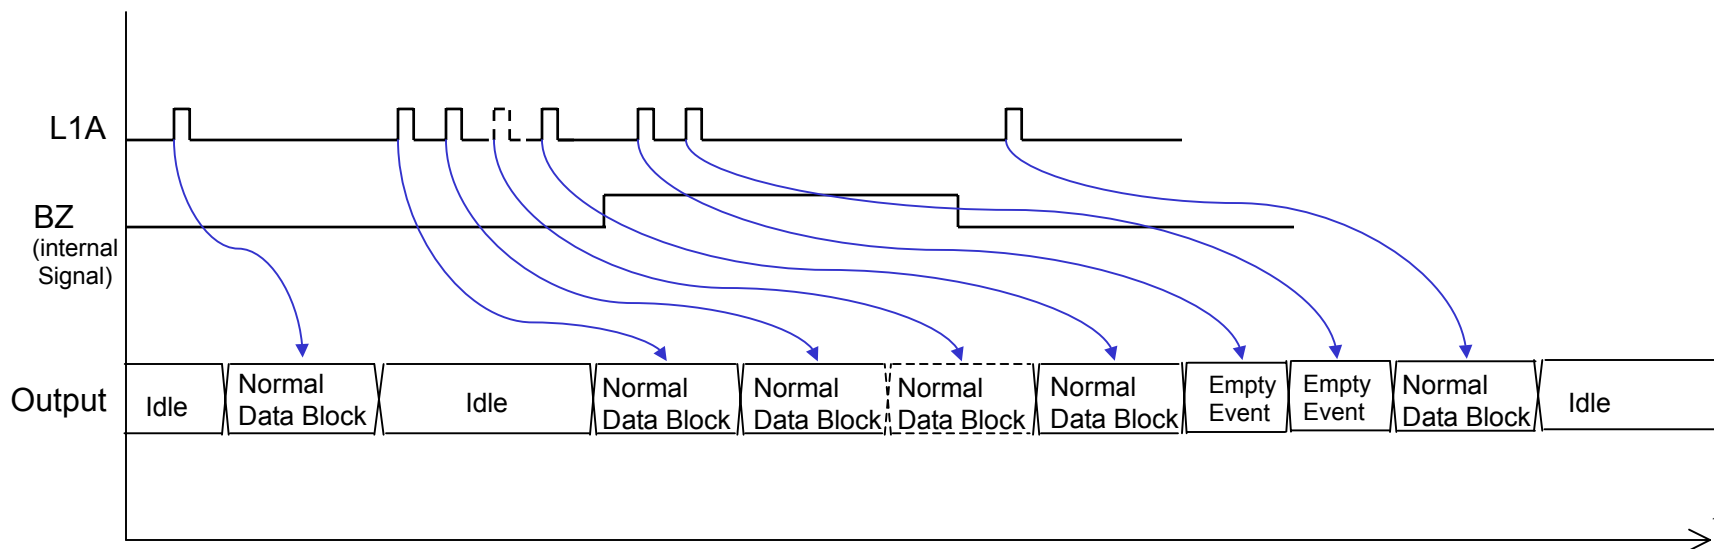 L1A
BZ
(internal
Signal)
Output
Idle
Normal
Data Block
Idle
Normal
Data Block
Normal
Data Block
Normal
Data Block
Normal
Data Block
Empty
Event
Empty
Event
Normal
Data Block
Idle